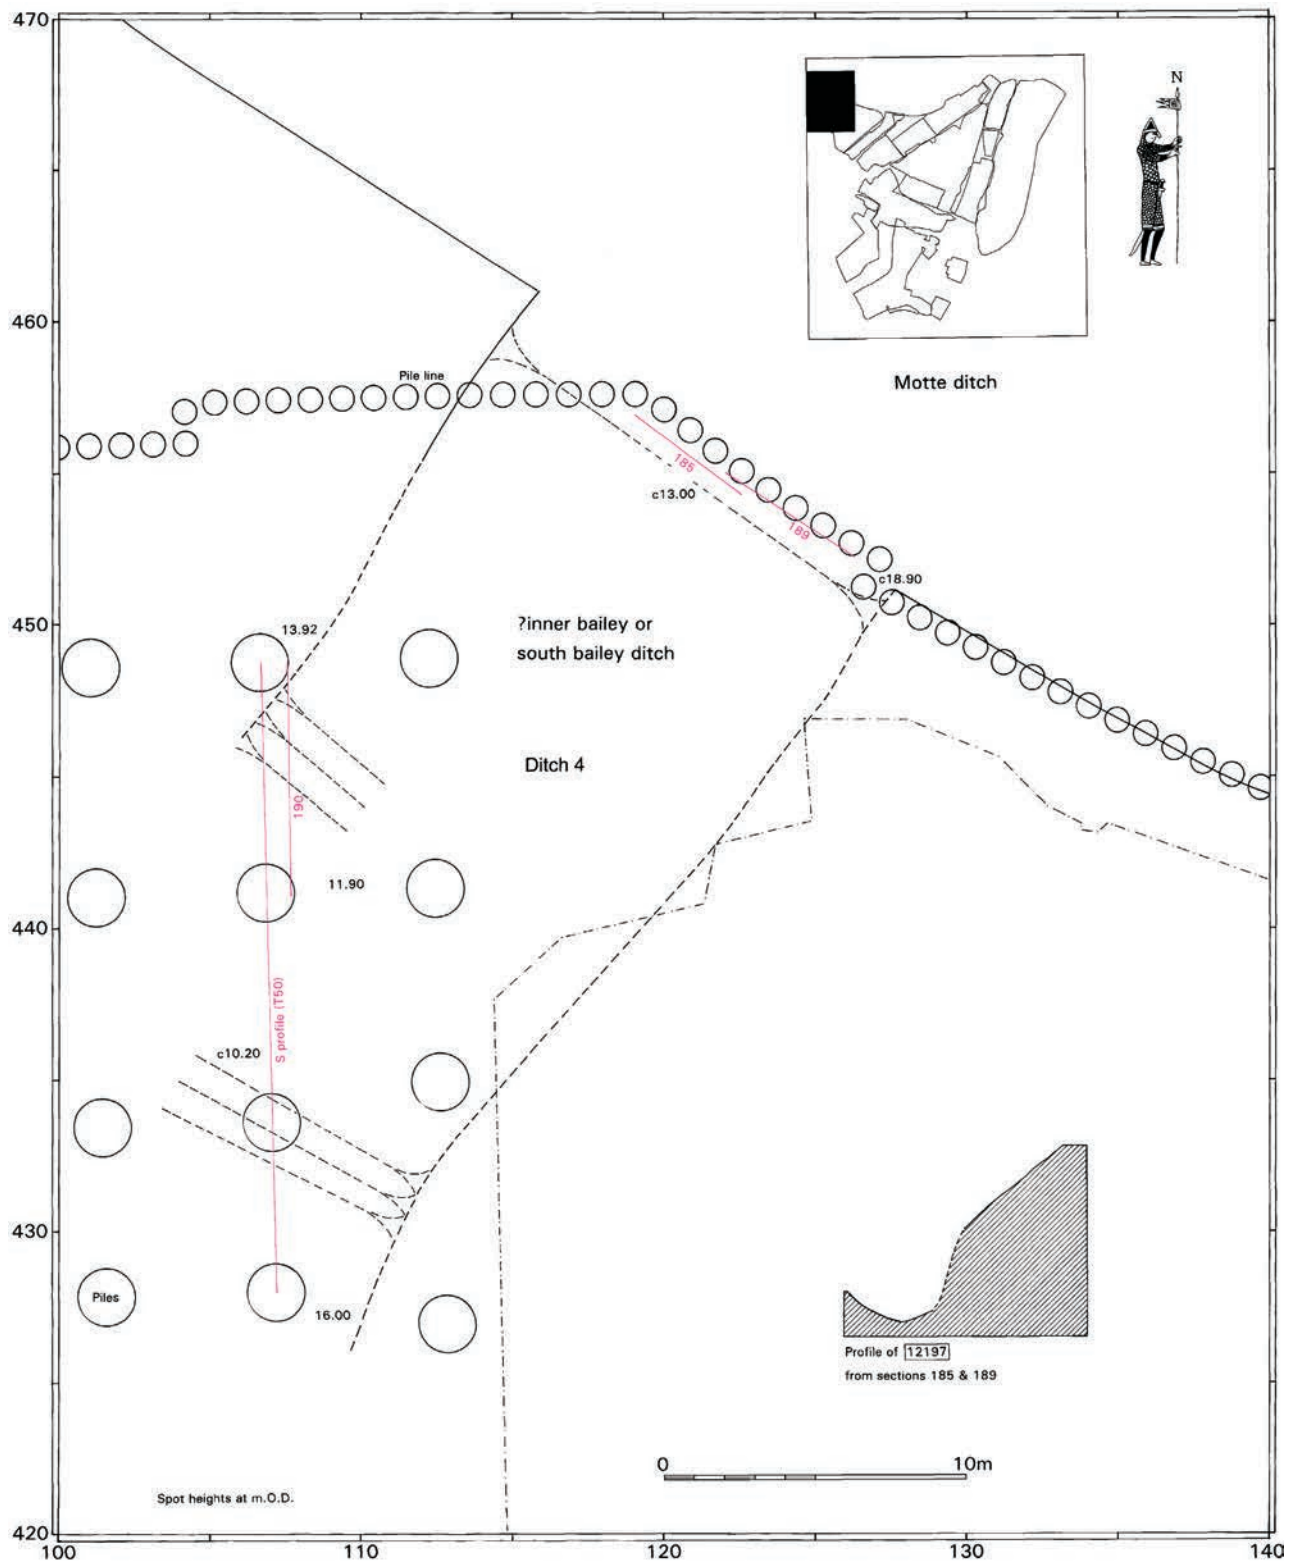 470
N
Motte ditch
460
Pile line
185
c13.00
189
c18.90
450
13.92
?inner bailey or
south bailey ditch
Ditch 4
190
11.90
440
S profile (T50)
c10.20
430
Piles
16.00
Profile of 12197
from sections 185 & 189
0 10m
Spot heights at m.O.D.
420
100 110 120 130 140